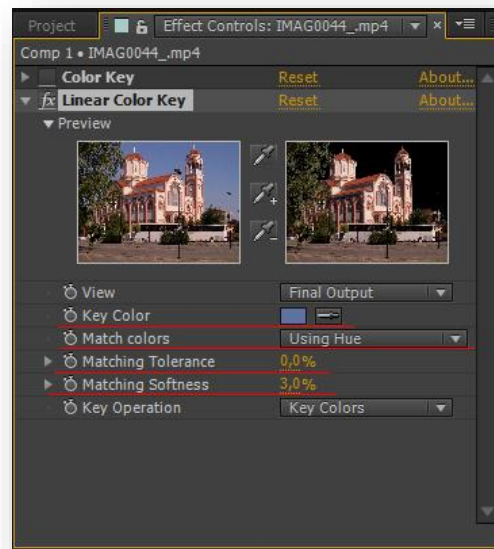 Project Effect Controls: IMAG0044_.mp4
Comp 1 • IMAG0044_.mp4
Color Key Reset About...
fx Linear Color Key Reset About...
Preview
View Final Output
Key Color
Match colors Using Hue
Matching Tolerance 0,0%
Matching Softness 3,0%
Key Operation Key Colors